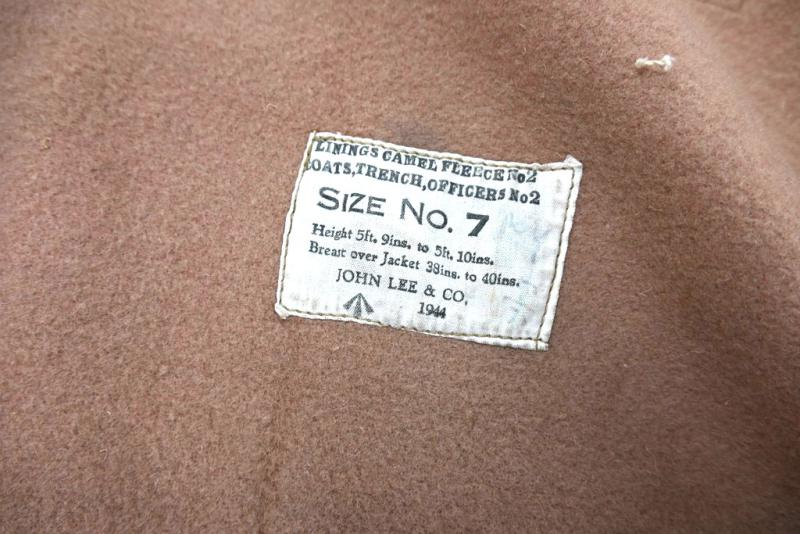 LININGS CAMEL FLEECE No2
COATS, TRENCH, OFFICERS No2
SIZE NO. 7
Height 5ft. 9ins. to 5ft. 10ins.
Breast over Jacket 38ins. to 40ins.
JOHN LEE & CO,
1944